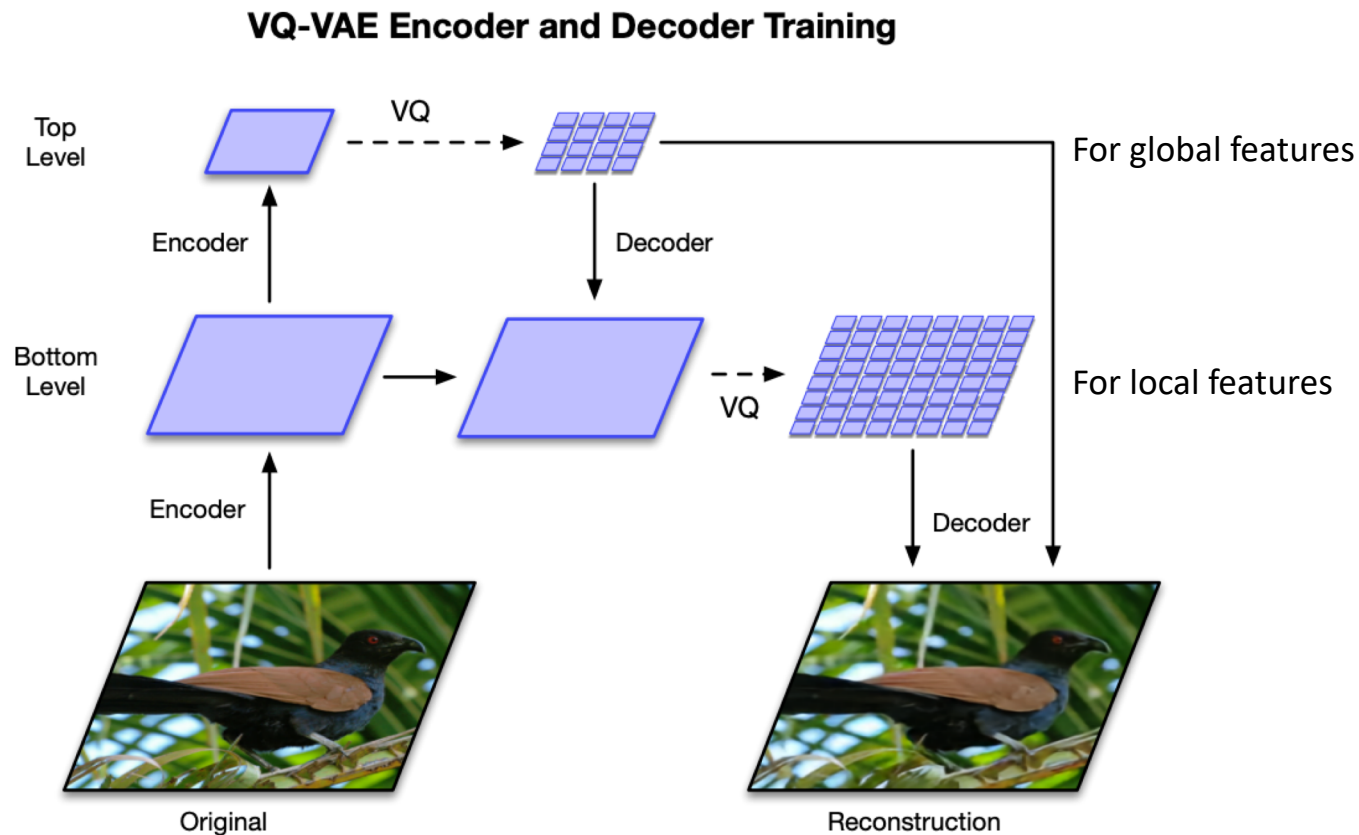 VQ-VAE Encoder and Decoder Training
Top
Level
VQ
For global features
Encoder
Decoder
Bottom
Level
VQ
For local features
Encoder
Decoder
Original
Reconstruction